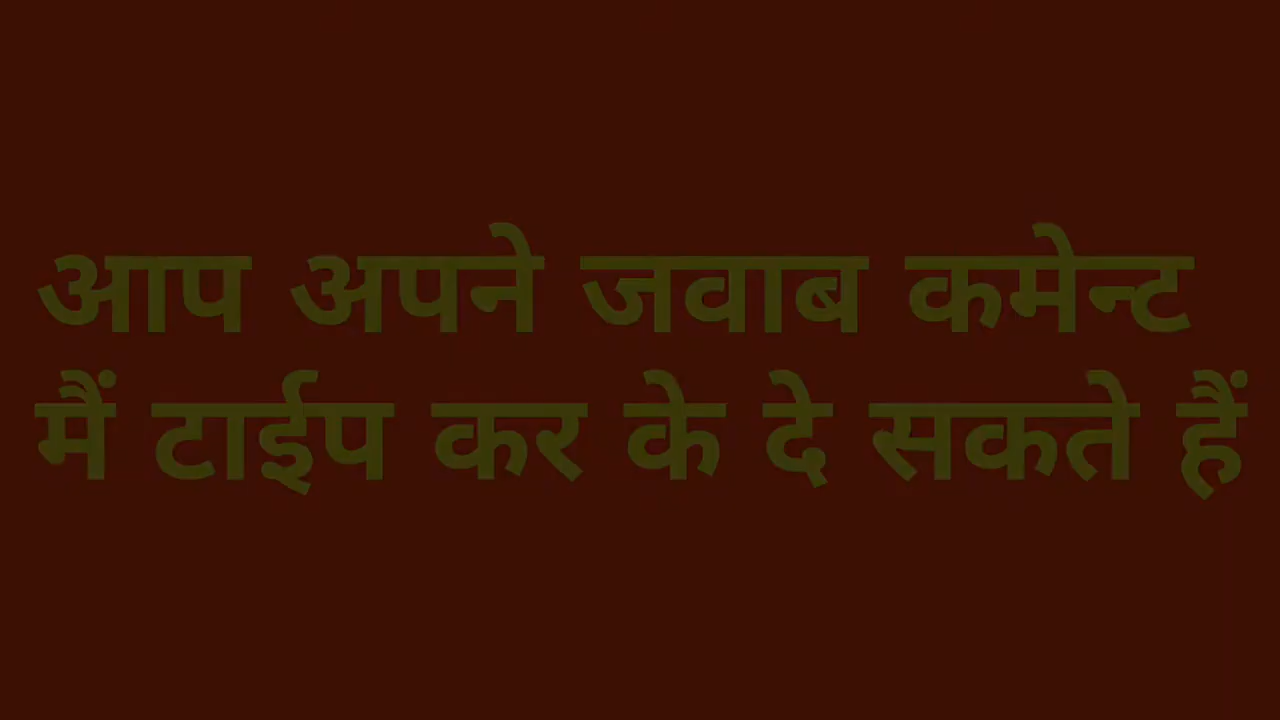 आप अपने जवाब कमेन्ट
मैं टाईप कर के दे सकते हैं